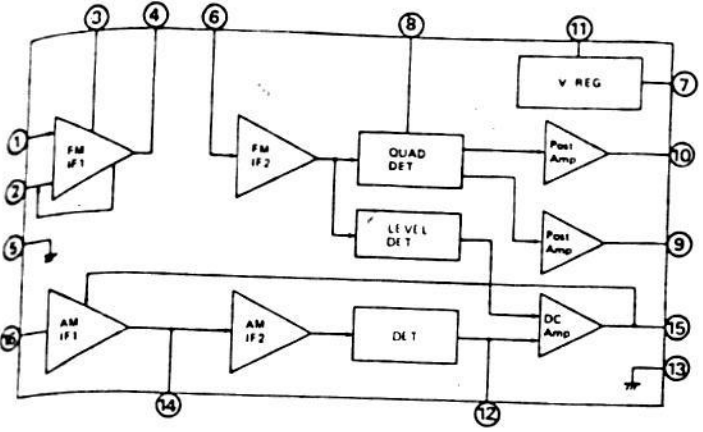 3
4
6
8
11
V REG
7
1
FM
IF1
FM
IF2
QUAD
DET
Post
Amp
10
2
5
LEVEL
DET
Post
Amp
9
16
AM
IF1
AM
IF2
DET
DC
Amp
15
13
14
12